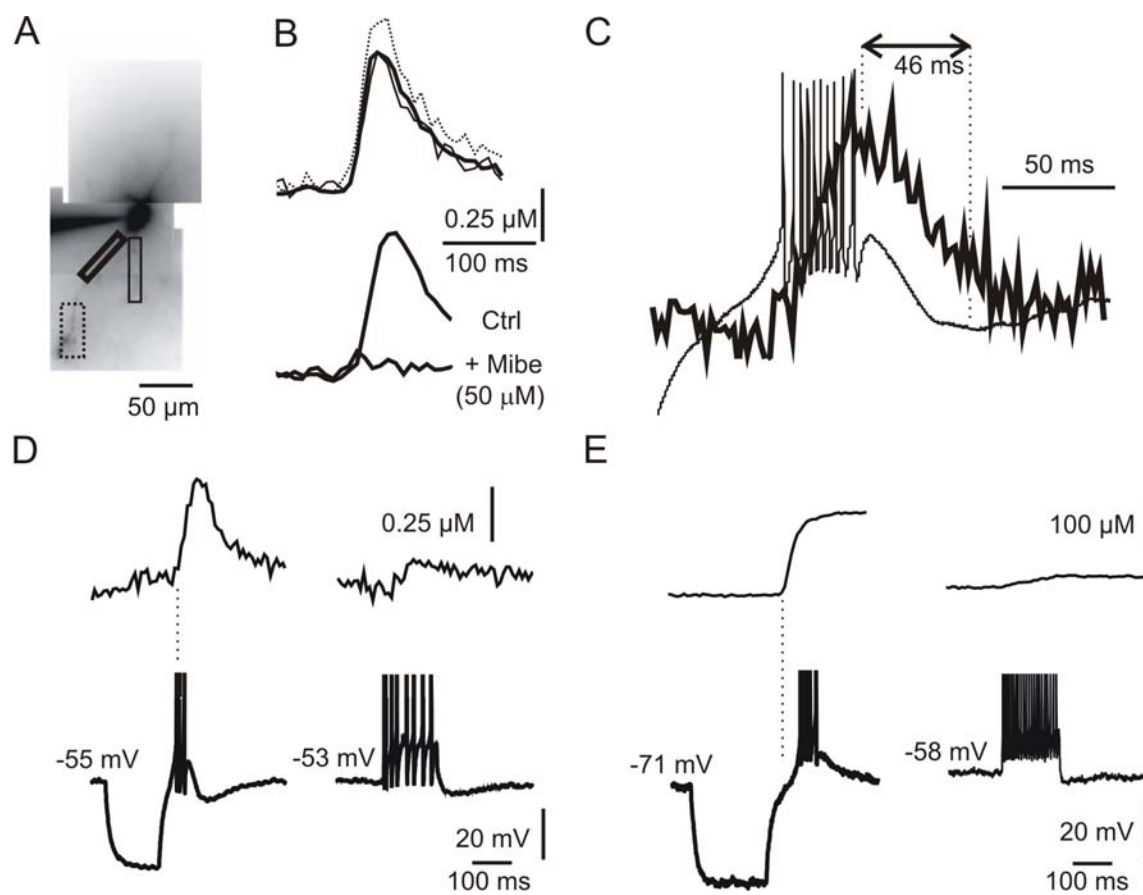 A
50 µm
B
0.25 µM
100 ms
Ctrl
+ Mibe
(50 µM)
C
46 ms
50 ms
D
0.25 µM
-55 mV
-53 mV
20 mV
100 ms
E
100 µM
-71 mV
-58 mV
20 mV
100 ms